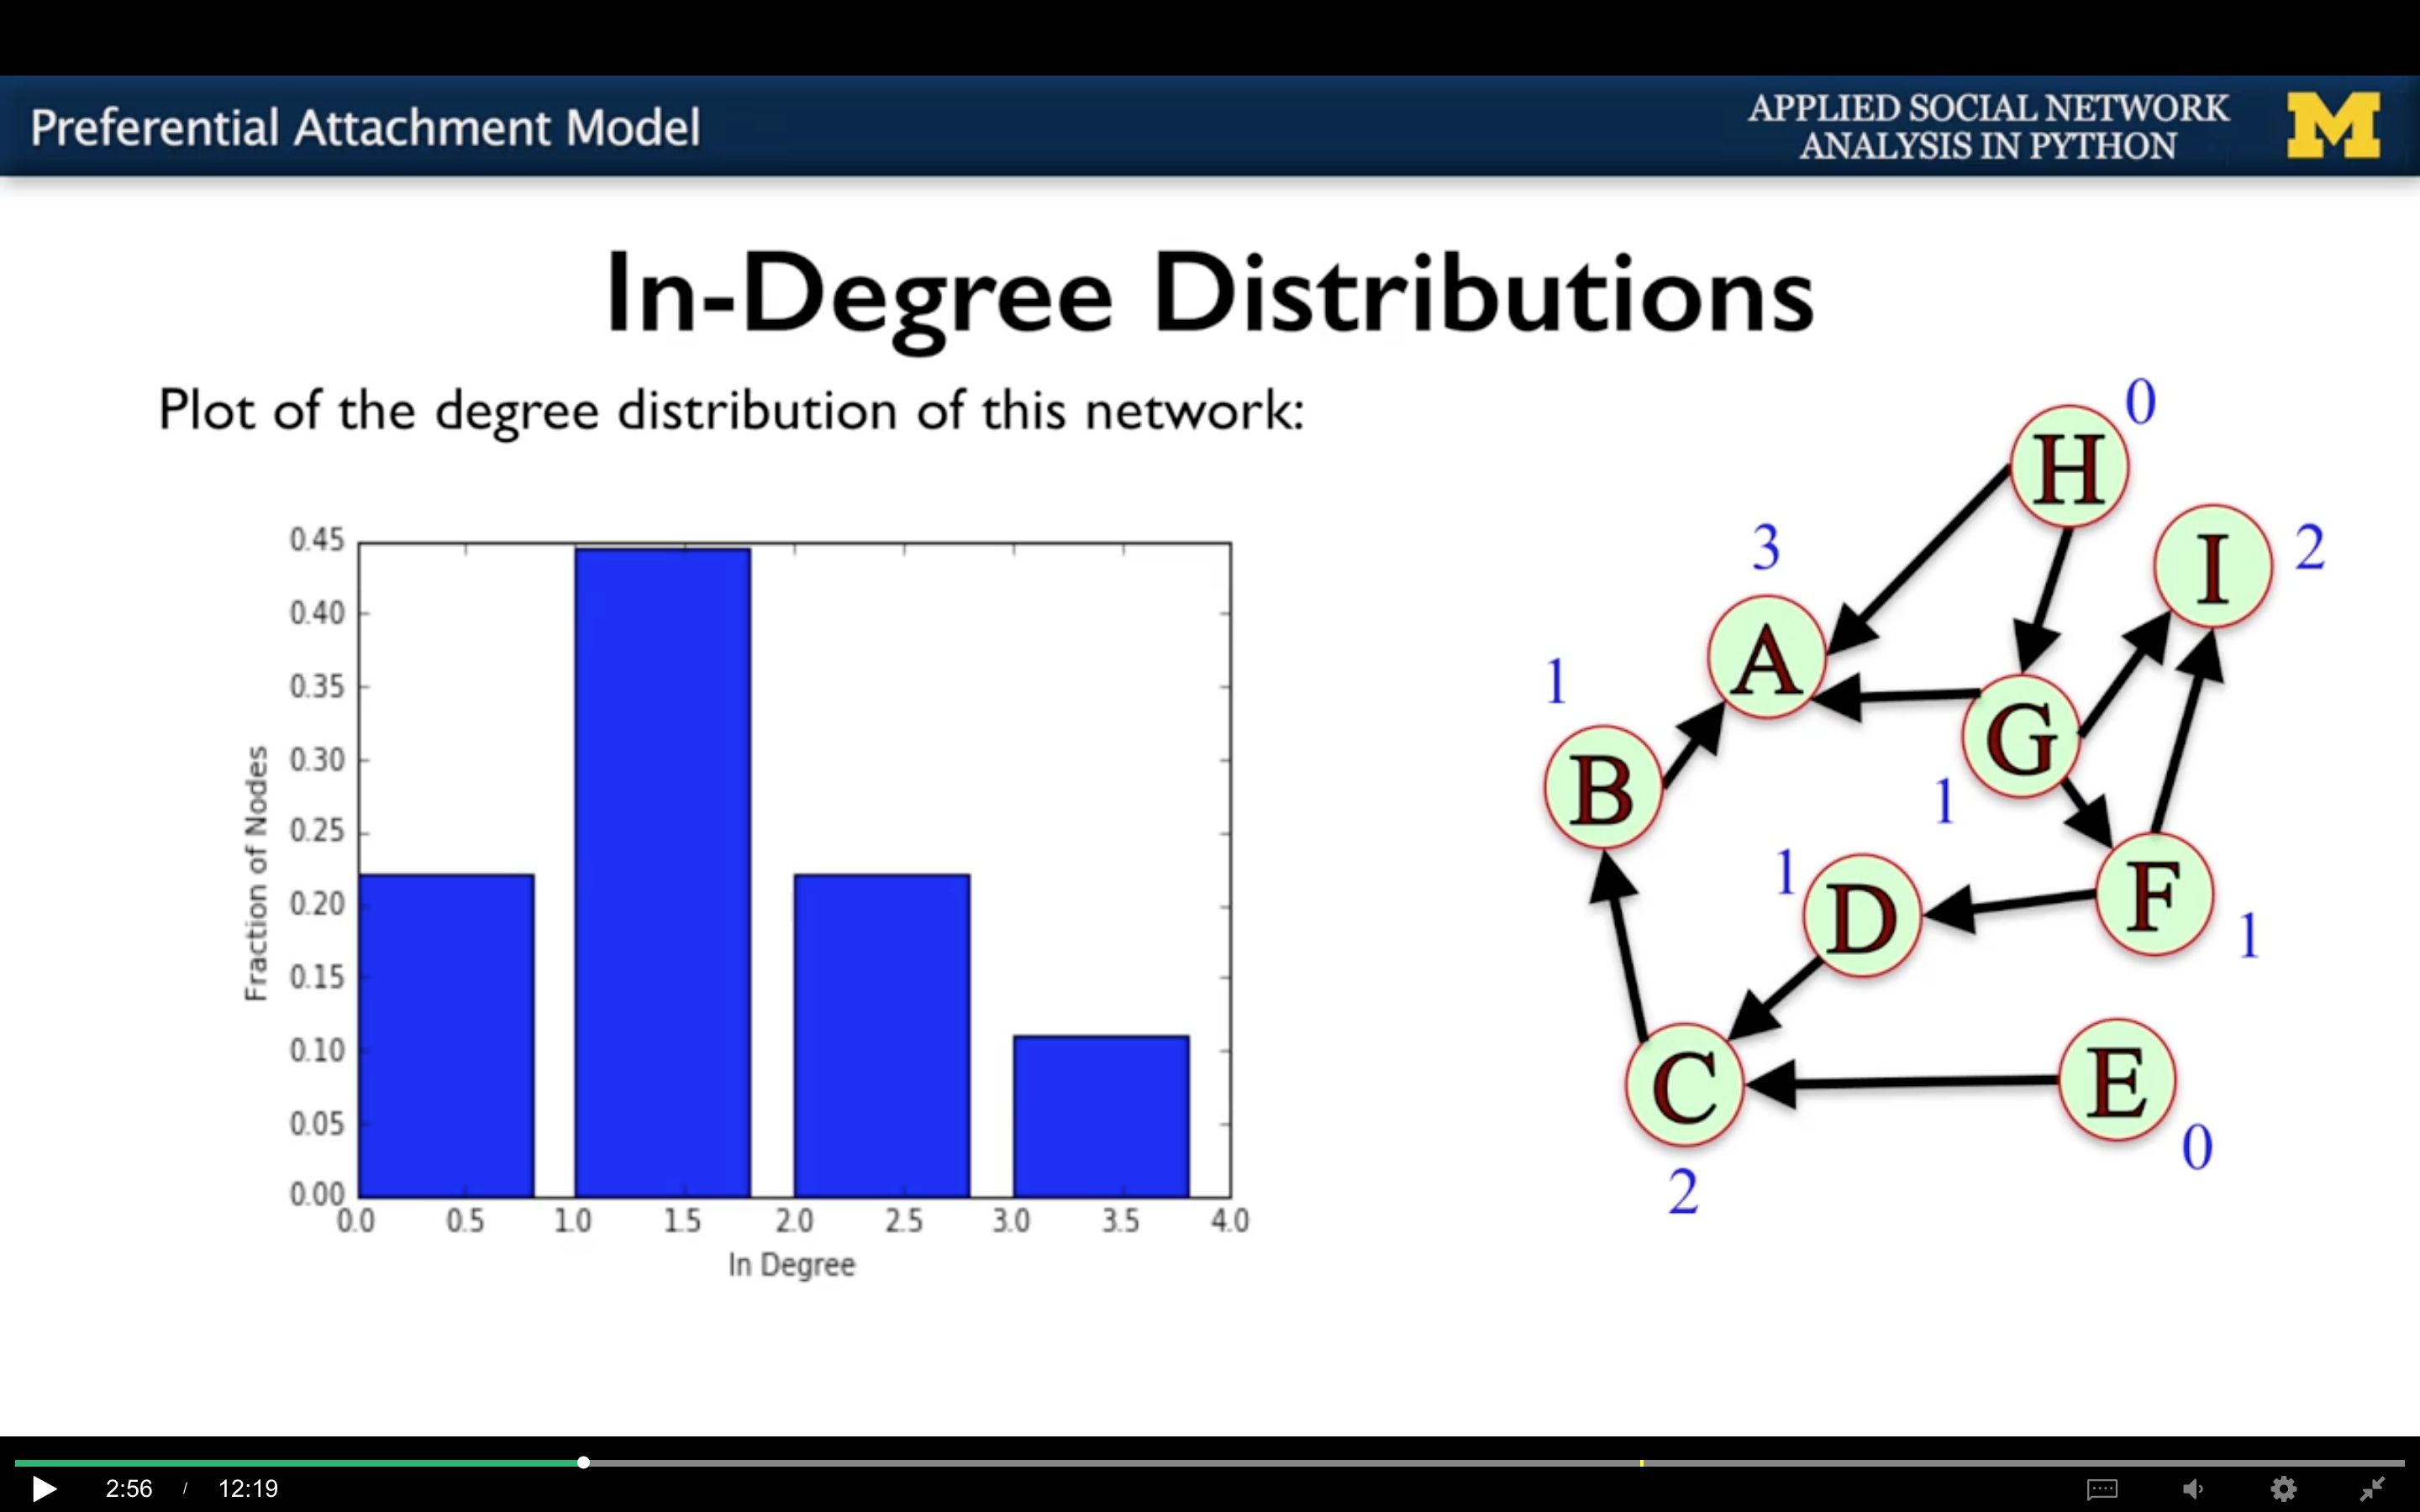 Preferential Attachment Model
APPLIED SOCIAL NETWORK
ANALYSIS IN PYTHON
M
In-Degree Distributions
Plot of the degree distribution of this network:
0.45
0.40
0.35
0.30
0.25
0.20
0.15
0.10
0.05
0.00
Fraction of Nodes
0.0 0.5 1.0 1.5 2.0 2.5 3.0 3.5 4.0
In Degree
H 0
I 2
A 3
B 1
G 1
D 1
F 1
C 2
E 0
2:56 / 12:19